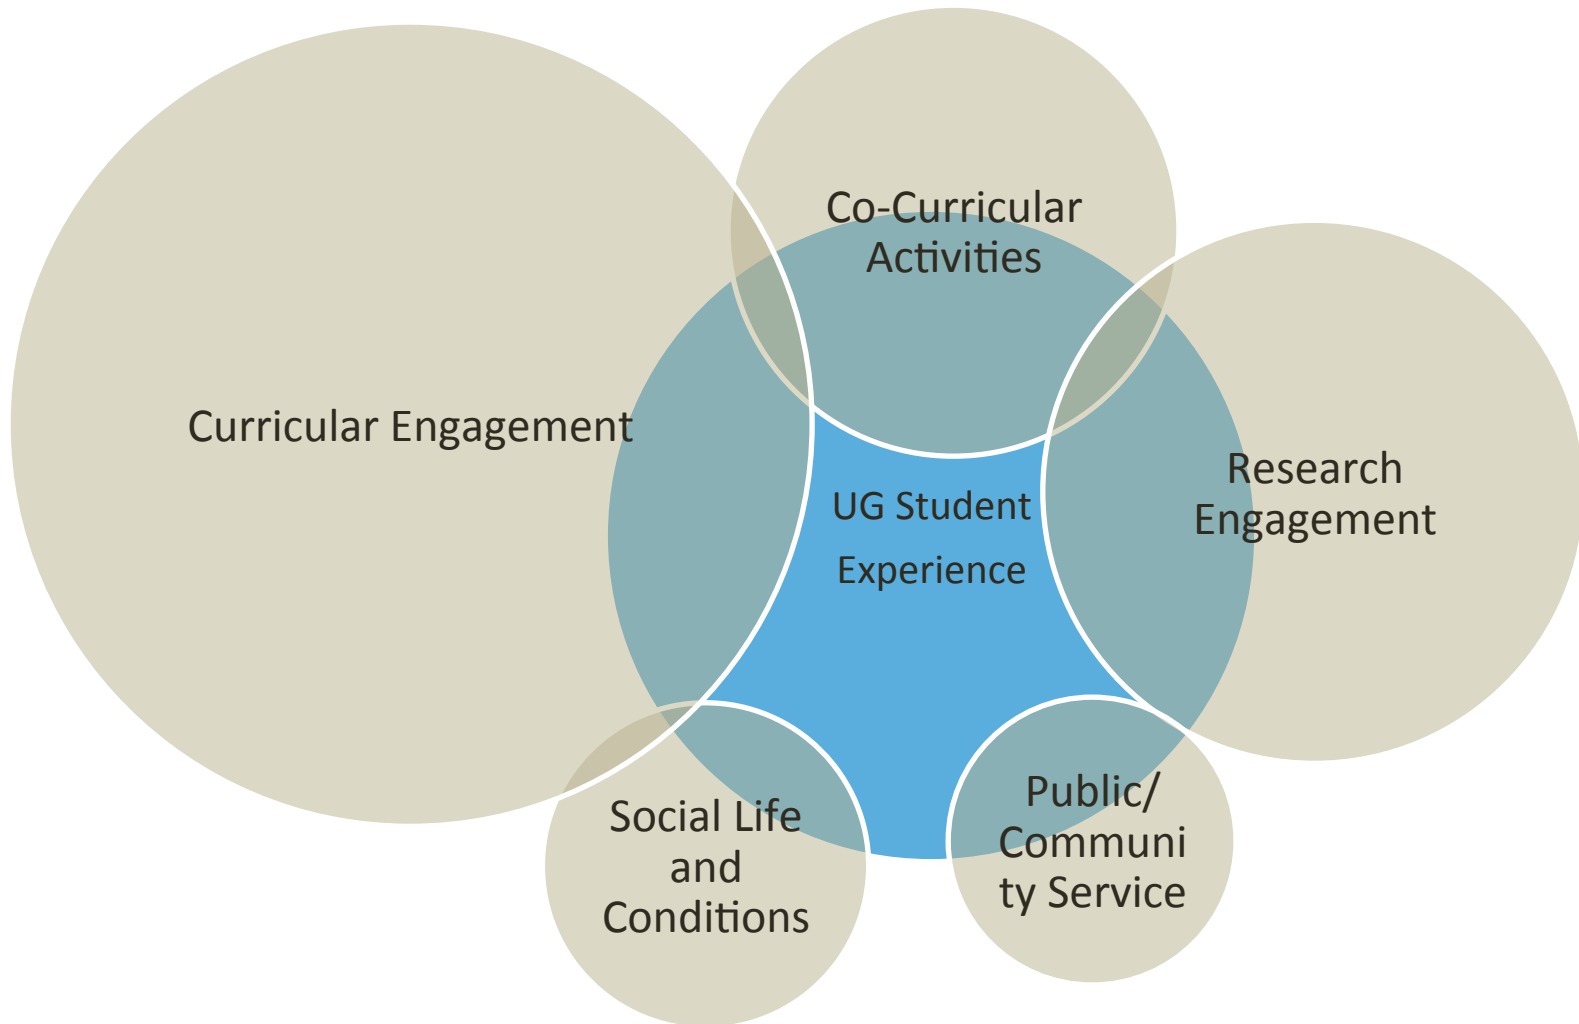 Co-Curricular
Activities
Curricular Engagement
Research
Engagement
UG Student
Experience
Social Life
and
Conditions
Public/
Communi
ty Service